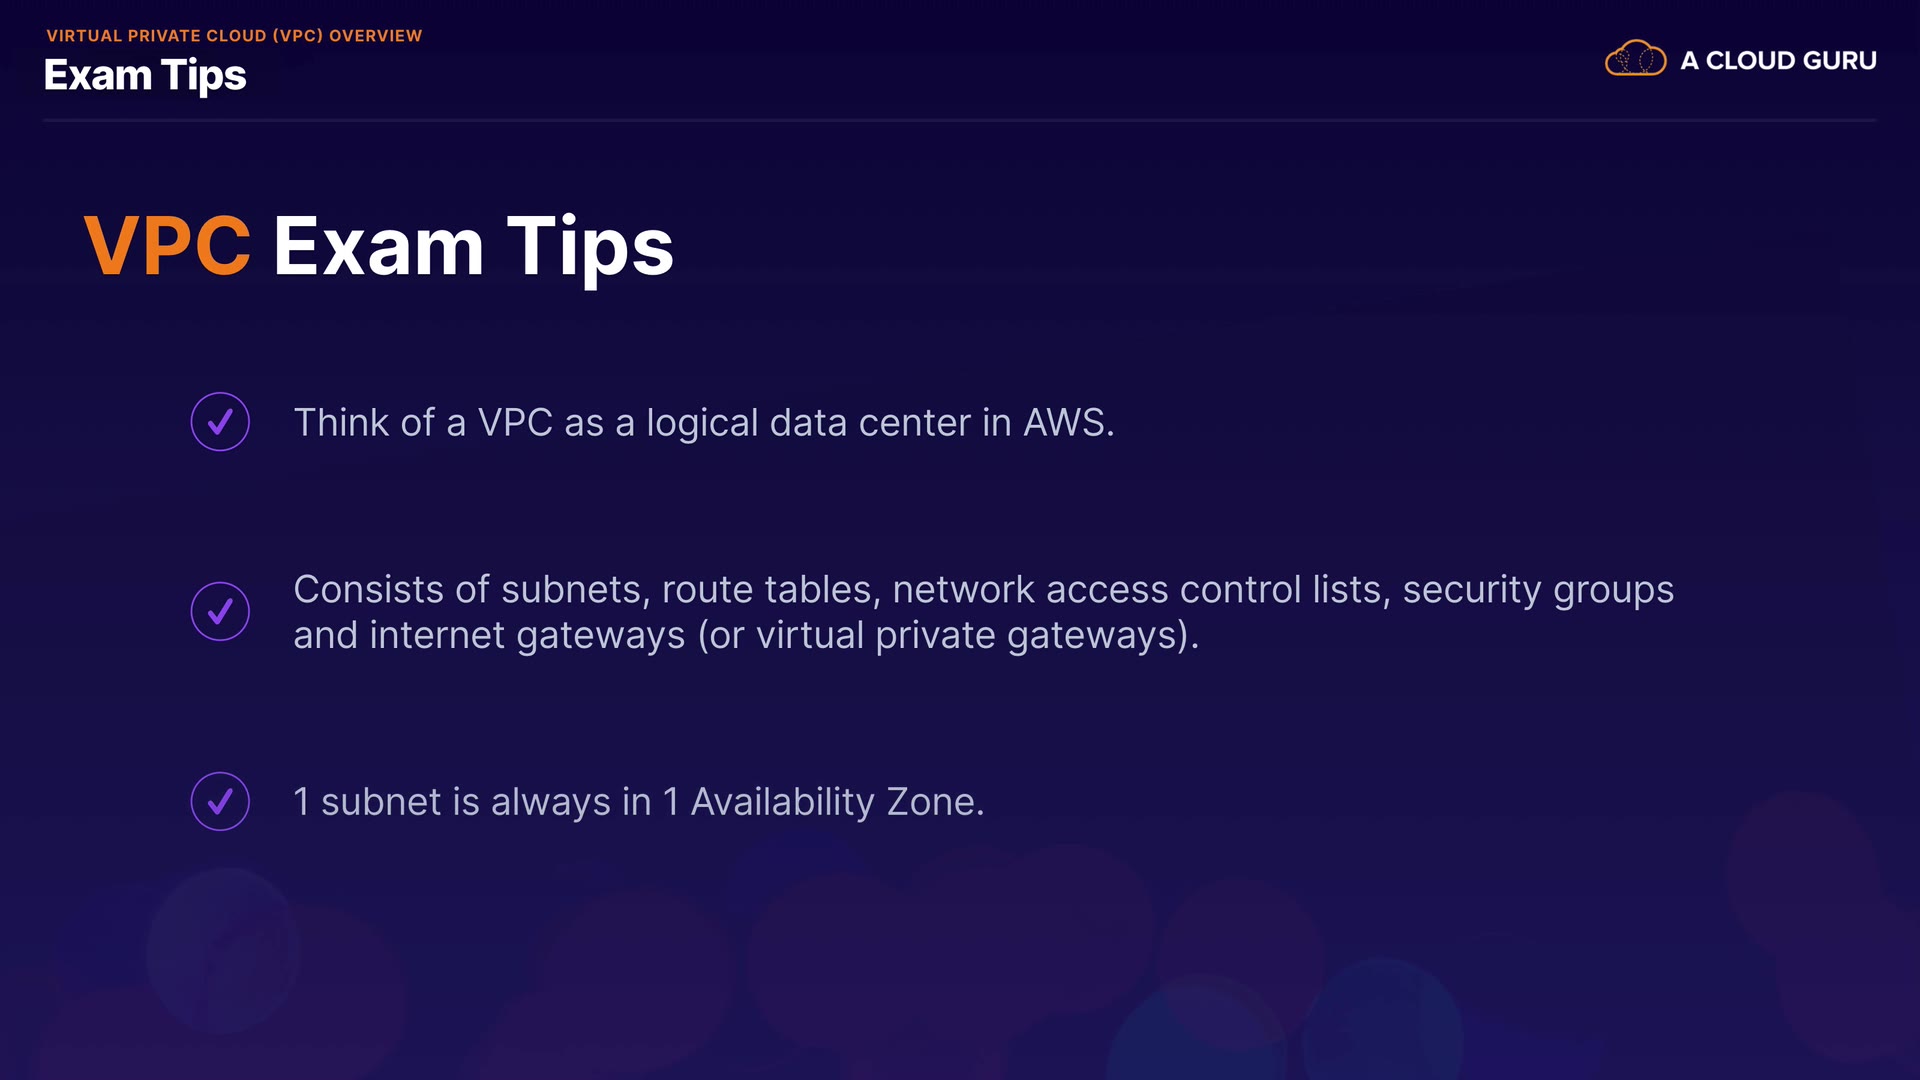 VIRTUAL PRIVATE CLOUD (VPC) OVERVIEW
Exam Tips
A CLOUD GURU
VPC Exam Tips
Think of a VPC as a logical data center in AWS.
Consists of subnets, route tables, network access control lists, security groups
and internet gateways (or virtual private gateways).
1 subnet is always in 1 Availability Zone.